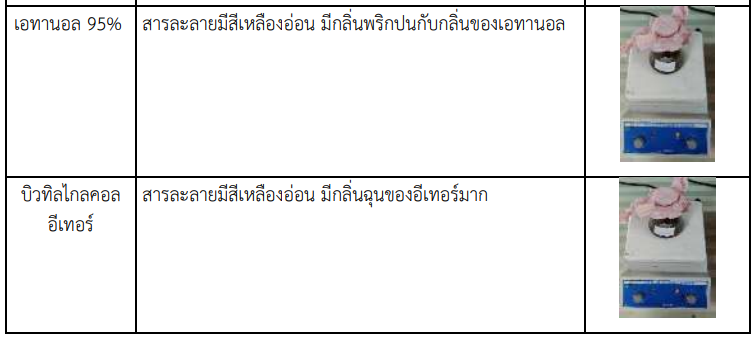 เอทานอล 95% สารละลายมีสีเหลืองอ่อน มีกลิ่นพริกปนกับกลิ่นของเอทานอล
บิวทิลไกลคอล สารละลายมีสีเหลืองอ่อน มีกลิ่นฉุนของอีเทอร์มาก
อีเทอร์